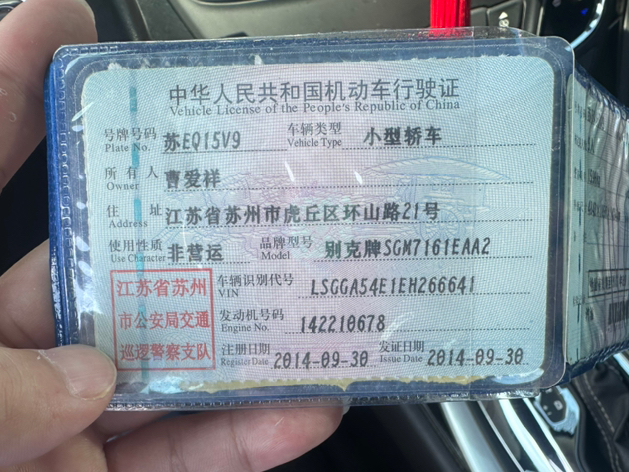 中华人民共和国机动车行驶证
Vehicle License of the People's Republic of China
号牌号码 苏EQ15V9 车辆类型 小型轿车
Plate No. Vehicle Type
所有人 曹爱祥
Owner
住址 江苏省苏州市虎丘区环山路21号
Address
使用性质 非营运 品牌型号 别克牌SGM7161EAA2
Use Character Model
江苏省苏州
市公安局交通
巡逻警察支队
车辆识别代号 LSGGA54E1EH266641
VIN
发动机号码 142210678
Engine No.
注册日期 2014-09-30 发证日期 2014-09-30
Register Date Issue Date